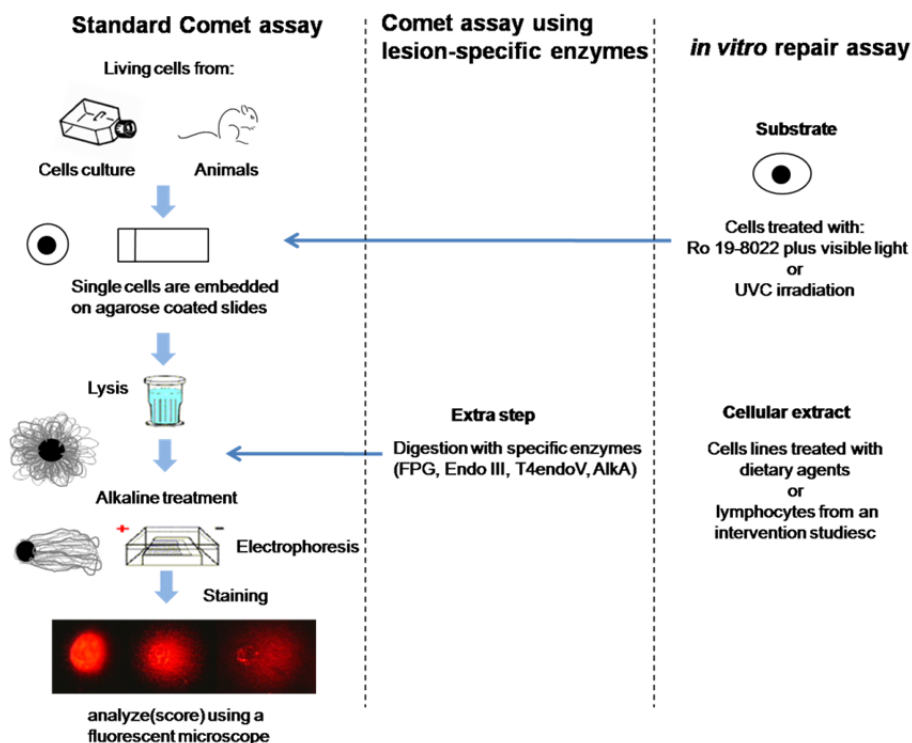 Standard Comet assay
Living cells from:
Cells culture
Animals
Single cells are embedded
on agarose coated slides
Lysis
Alkaline treatment
+
-
Electrophoresis
Staining
analyze(score) using a
fluorescent microscope
Comet assay using
lesion-specific enzymes
Extra step
Digestion with specific enzymes
(FPG, Endo III, T4endoV, AlkA)
in vitro repair assay
Substrate
Cells treated with:
Ro 19-8022 plus visible light
or
UVC irradiation
Cellular extract
Cells lines treated with
dietary agents
or
lymphocytes from an
intervention studiesc